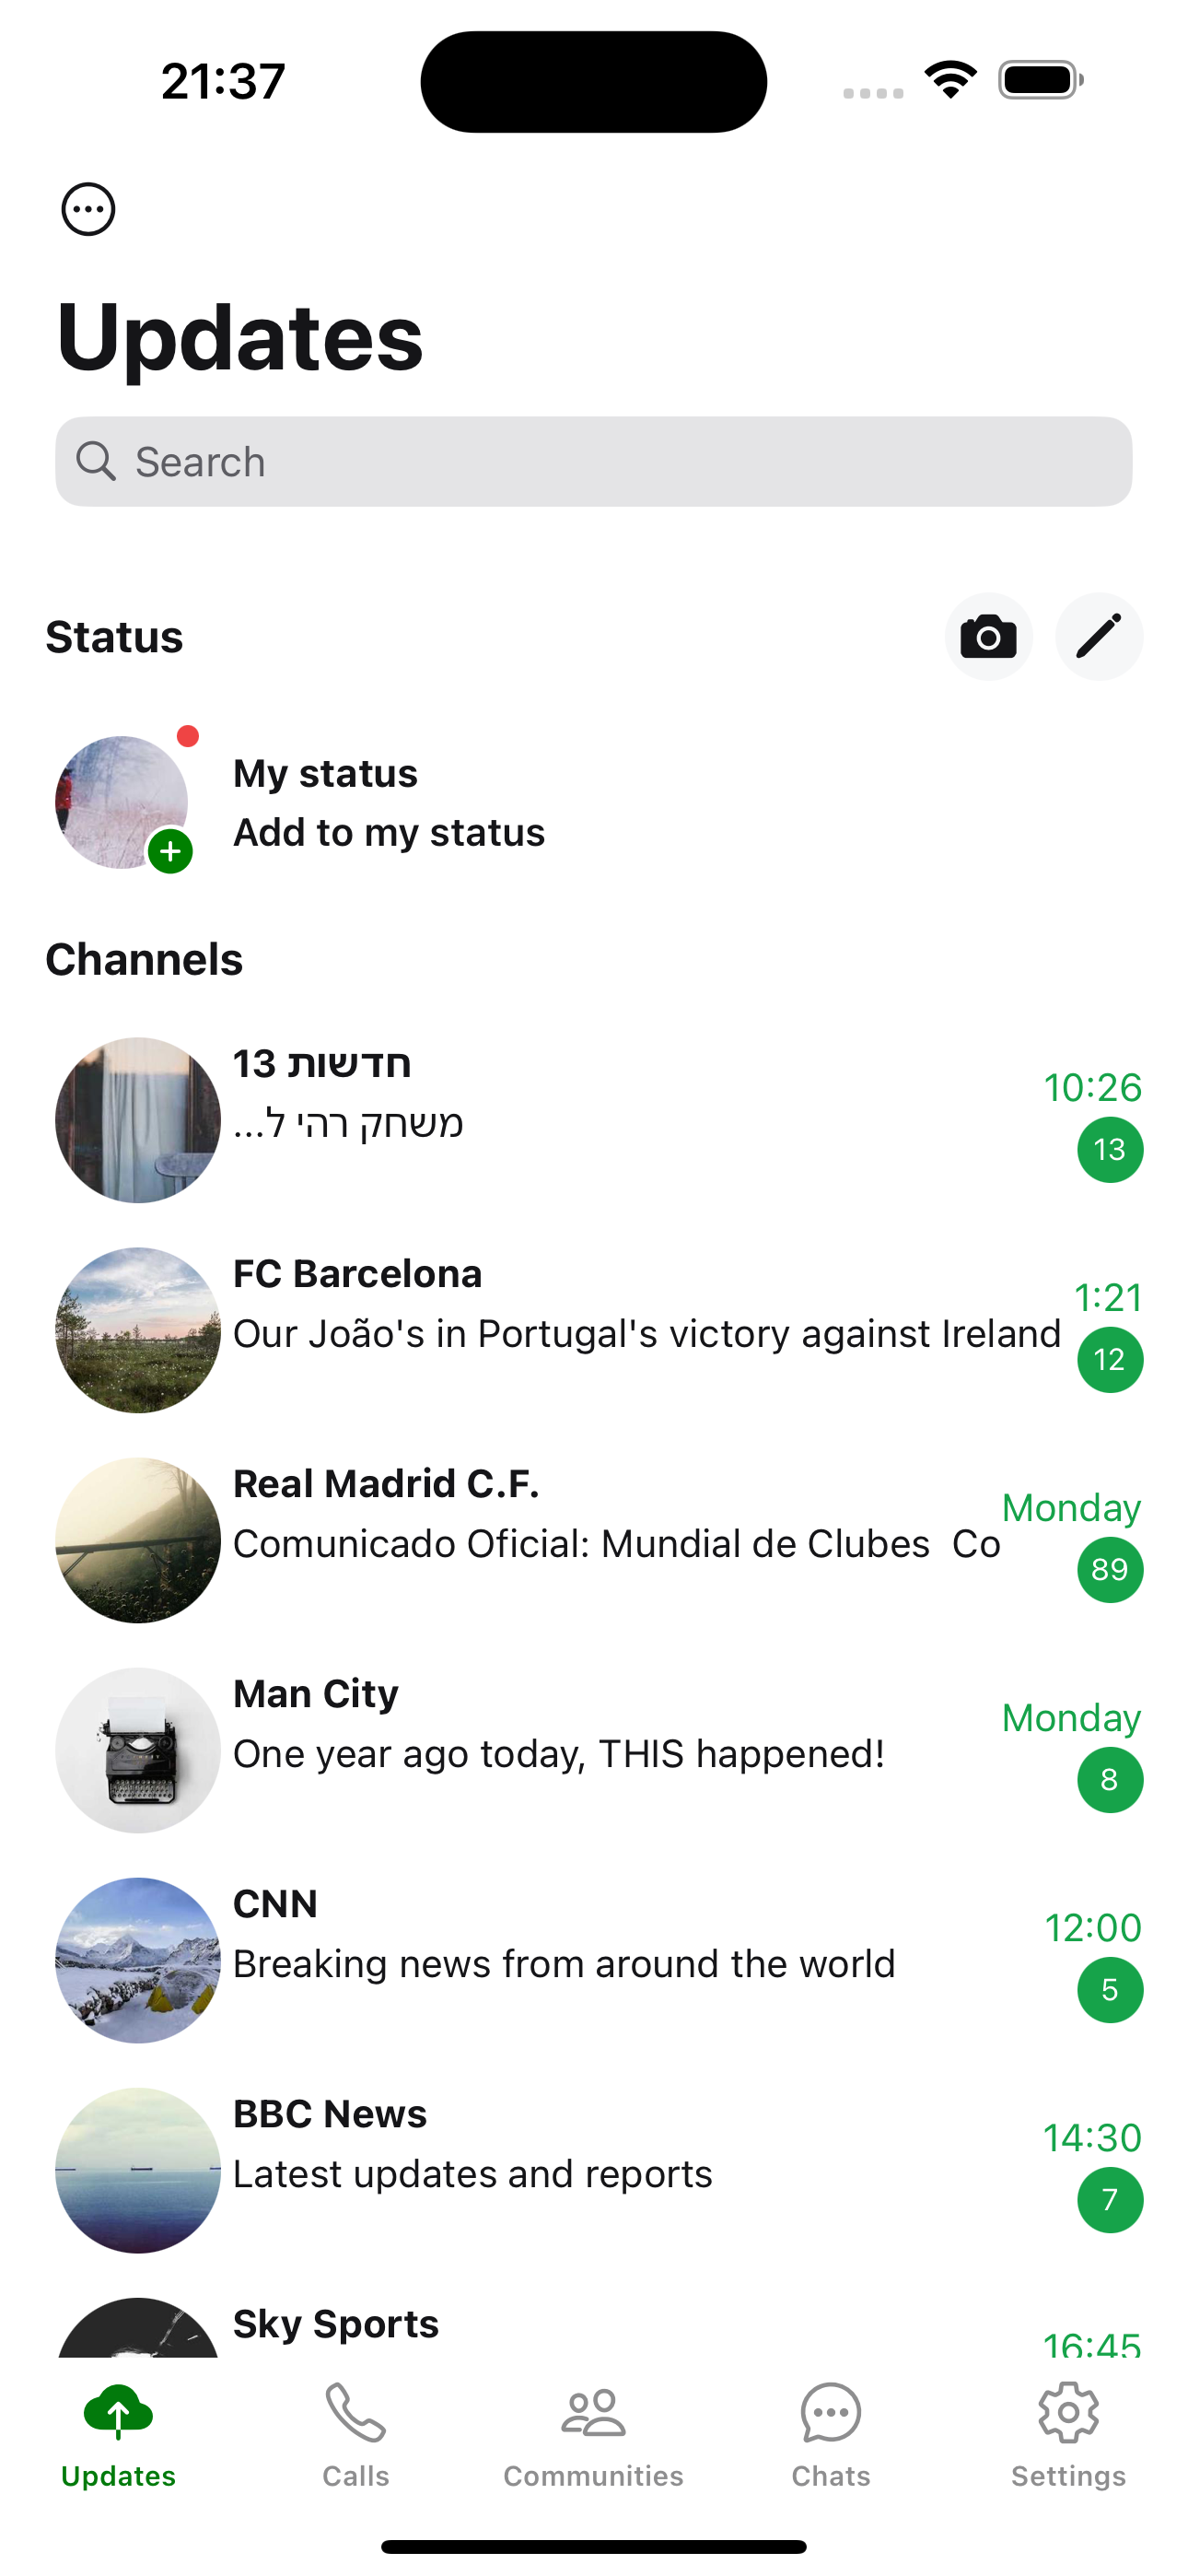 21:37
Updates
Search
Status
My status
Add to my status
Channels
חדשות 13
משחק רהי ל...
10:26
13
FC Barcelona
Our João's in Portugal's victory against Ireland
1:21
12
Real Madrid C.F.
Comunicado Oficial: Mundial de Clubes  Co
Monday
89
Man City
One year ago today, THIS happened!
Monday
8
CNN
Breaking news from around the world
12:00
5
BBC News
Latest updates and reports
14:30
7
Sky Sports
16:45
Updates
Calls
Communities
Chats
Settings